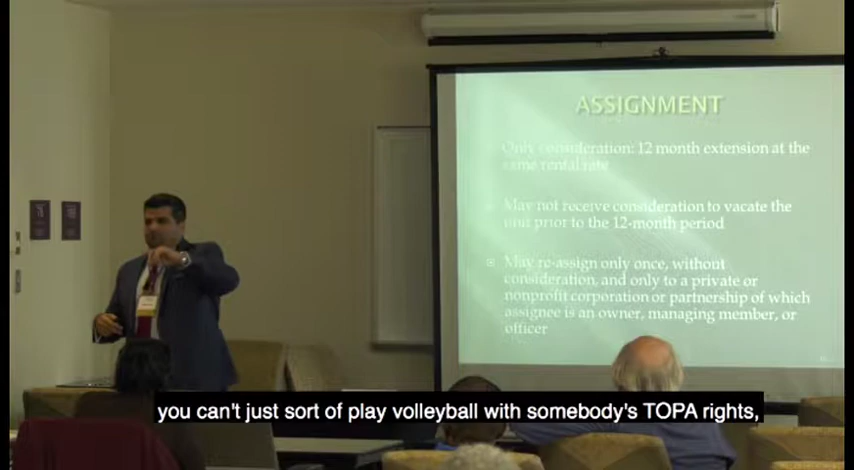 ASSIGNMENT
Only consideration: 12 month extension at the
same rental rate
May not receive consideration to vacate the
unit prior to the 12-month period
May re-assign only once, without
consideration, and only to a private or
nonprofit corporation or partnership of which
assignee is an owner, managing member, or
officer
you can't just sort of play volleyball with somebody's TOPA rights,